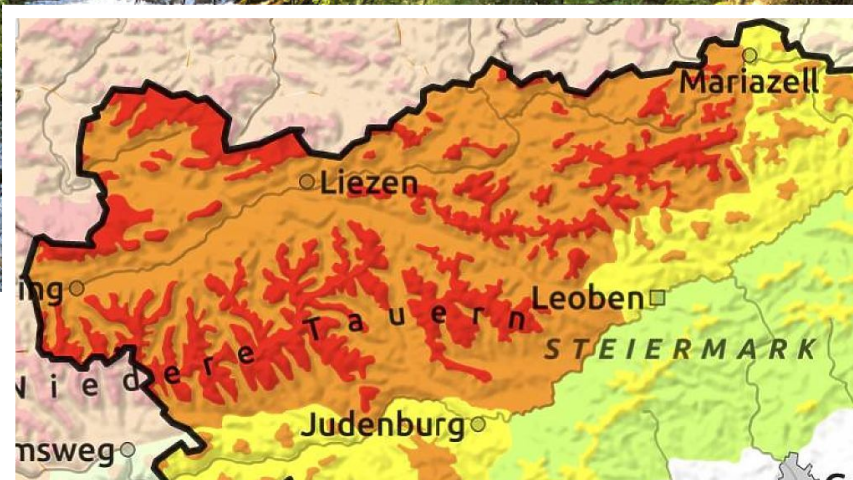 Mariazell
Liezen
ing
Leoben
Niedere Tauern
STEIERMARK
Judenburg
msweg